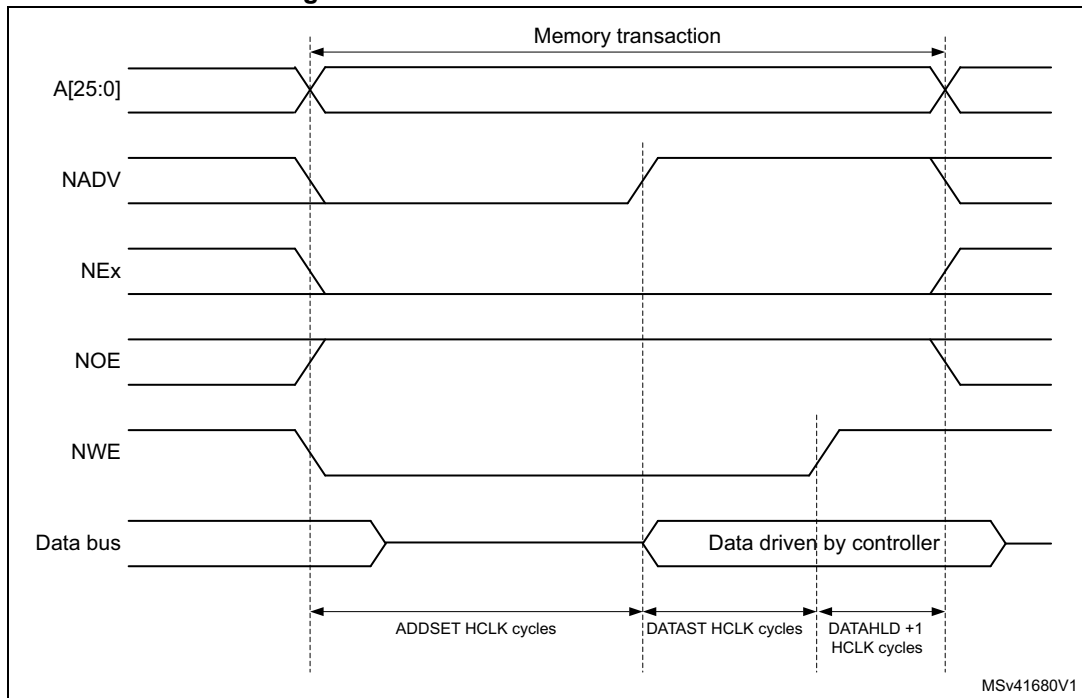 Memory transaction
A[25:0]
NADV
NEx
NOE
NWE
Data bus
Data driven by controller
ADDSET HCLK cycles
DATAST HCLK cycles
DATAHLD +1
HCLK cycles
MSv41680V1